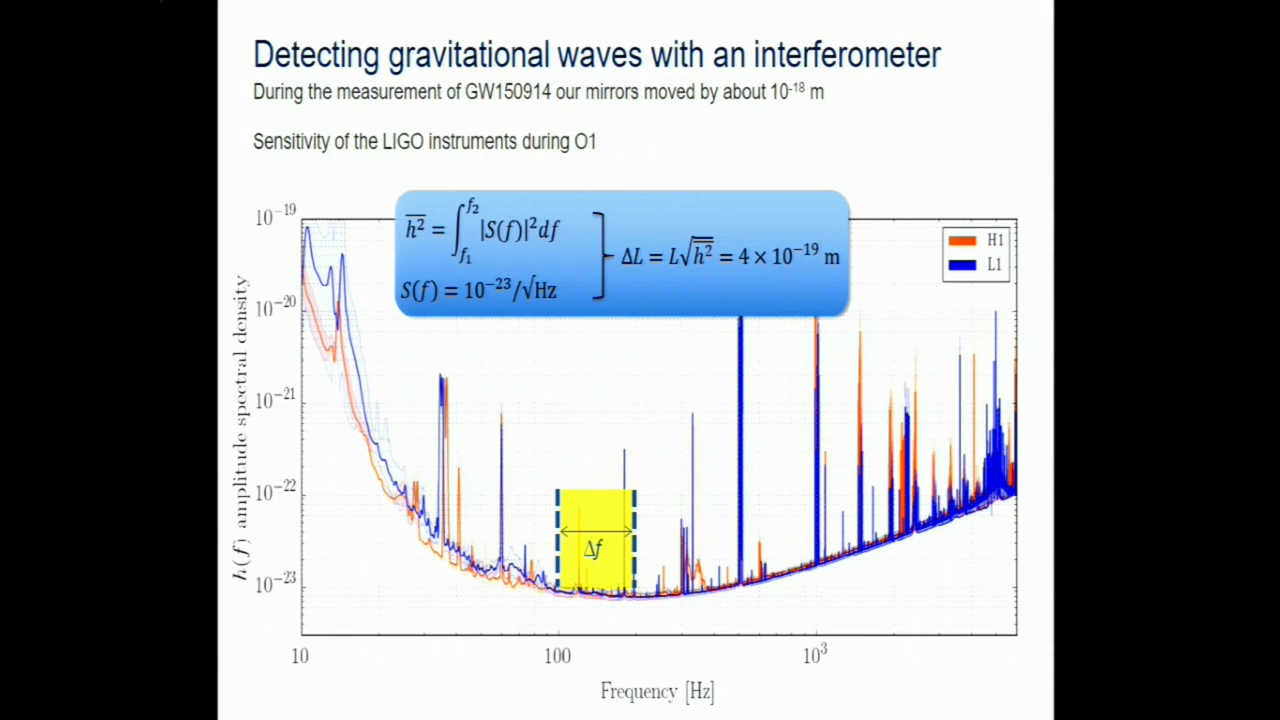 Detecting gravitational waves with an interferometer
During the measurement of GW150914 our mirrors moved by about 10⁻¹⁸ m
Sensitivity of the LIGO instruments during O1
h̅²̅ = ∫_{f₁}^{f₂} |S(f)|²df
S(f) = 10⁻²³/√Hz
ΔL = L√h̅²̅ = 4 × 10⁻¹⁹ m
H1
L1
10⁻¹⁹
10⁻²⁰
10⁻²¹
10⁻²²
10⁻²³
h(f) amplitude spectral density
Δf
10
100
10³
Frequency [Hz]